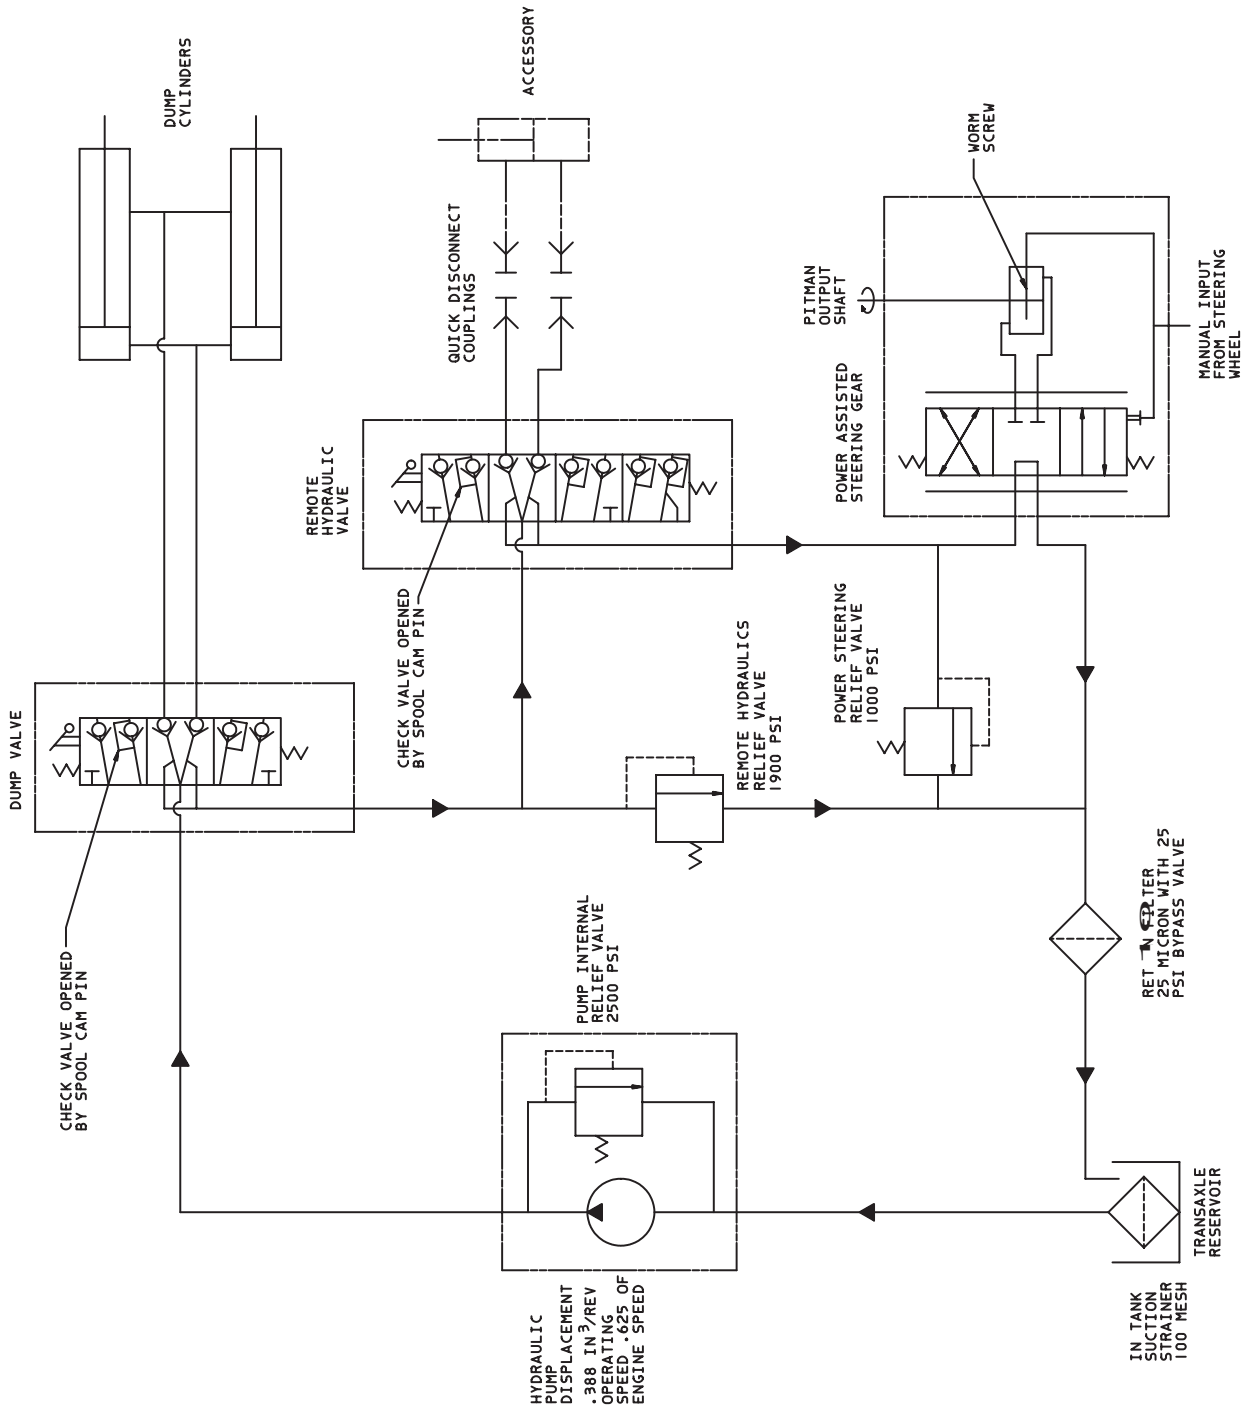 DUMP VALVE
CHECK VALVE OPENED
BY SPOOL CAM PIN
DUMP
CYLINDERS
REMOTE
HYDRAULIC
VALVE
CHECK VALVE OPENED
BY SPOOL CAM PIN
QUICK DISCONNECT
COUPLINGS
ACCESSORY
HYDRAULIC
PUMP
DISPLACEMENT
.388 IN³/REV
OPERATING
SPEED .625 OF
ENGINE SPEED
PUMP INTERNAL
RELIEF VALVE
2500 PSI
REMOTE HYDRAULICS
RELIEF VALVE
1900 PSI
POWER STEERING
RELIEF VALVE
1000 PSI
POWER ASSISTED
STEERING GEAR
PITMAN
OUTPUT
SHAFT
WORM
SCREW
MANUAL INPUT
FROM STEERING
WHEEL
25 MICRON WITH 25
PSI BYPASS VALVE
IN TANK
SUCTION
STRAINER
100 MESH
TRANSAXLE
RESERVOIR